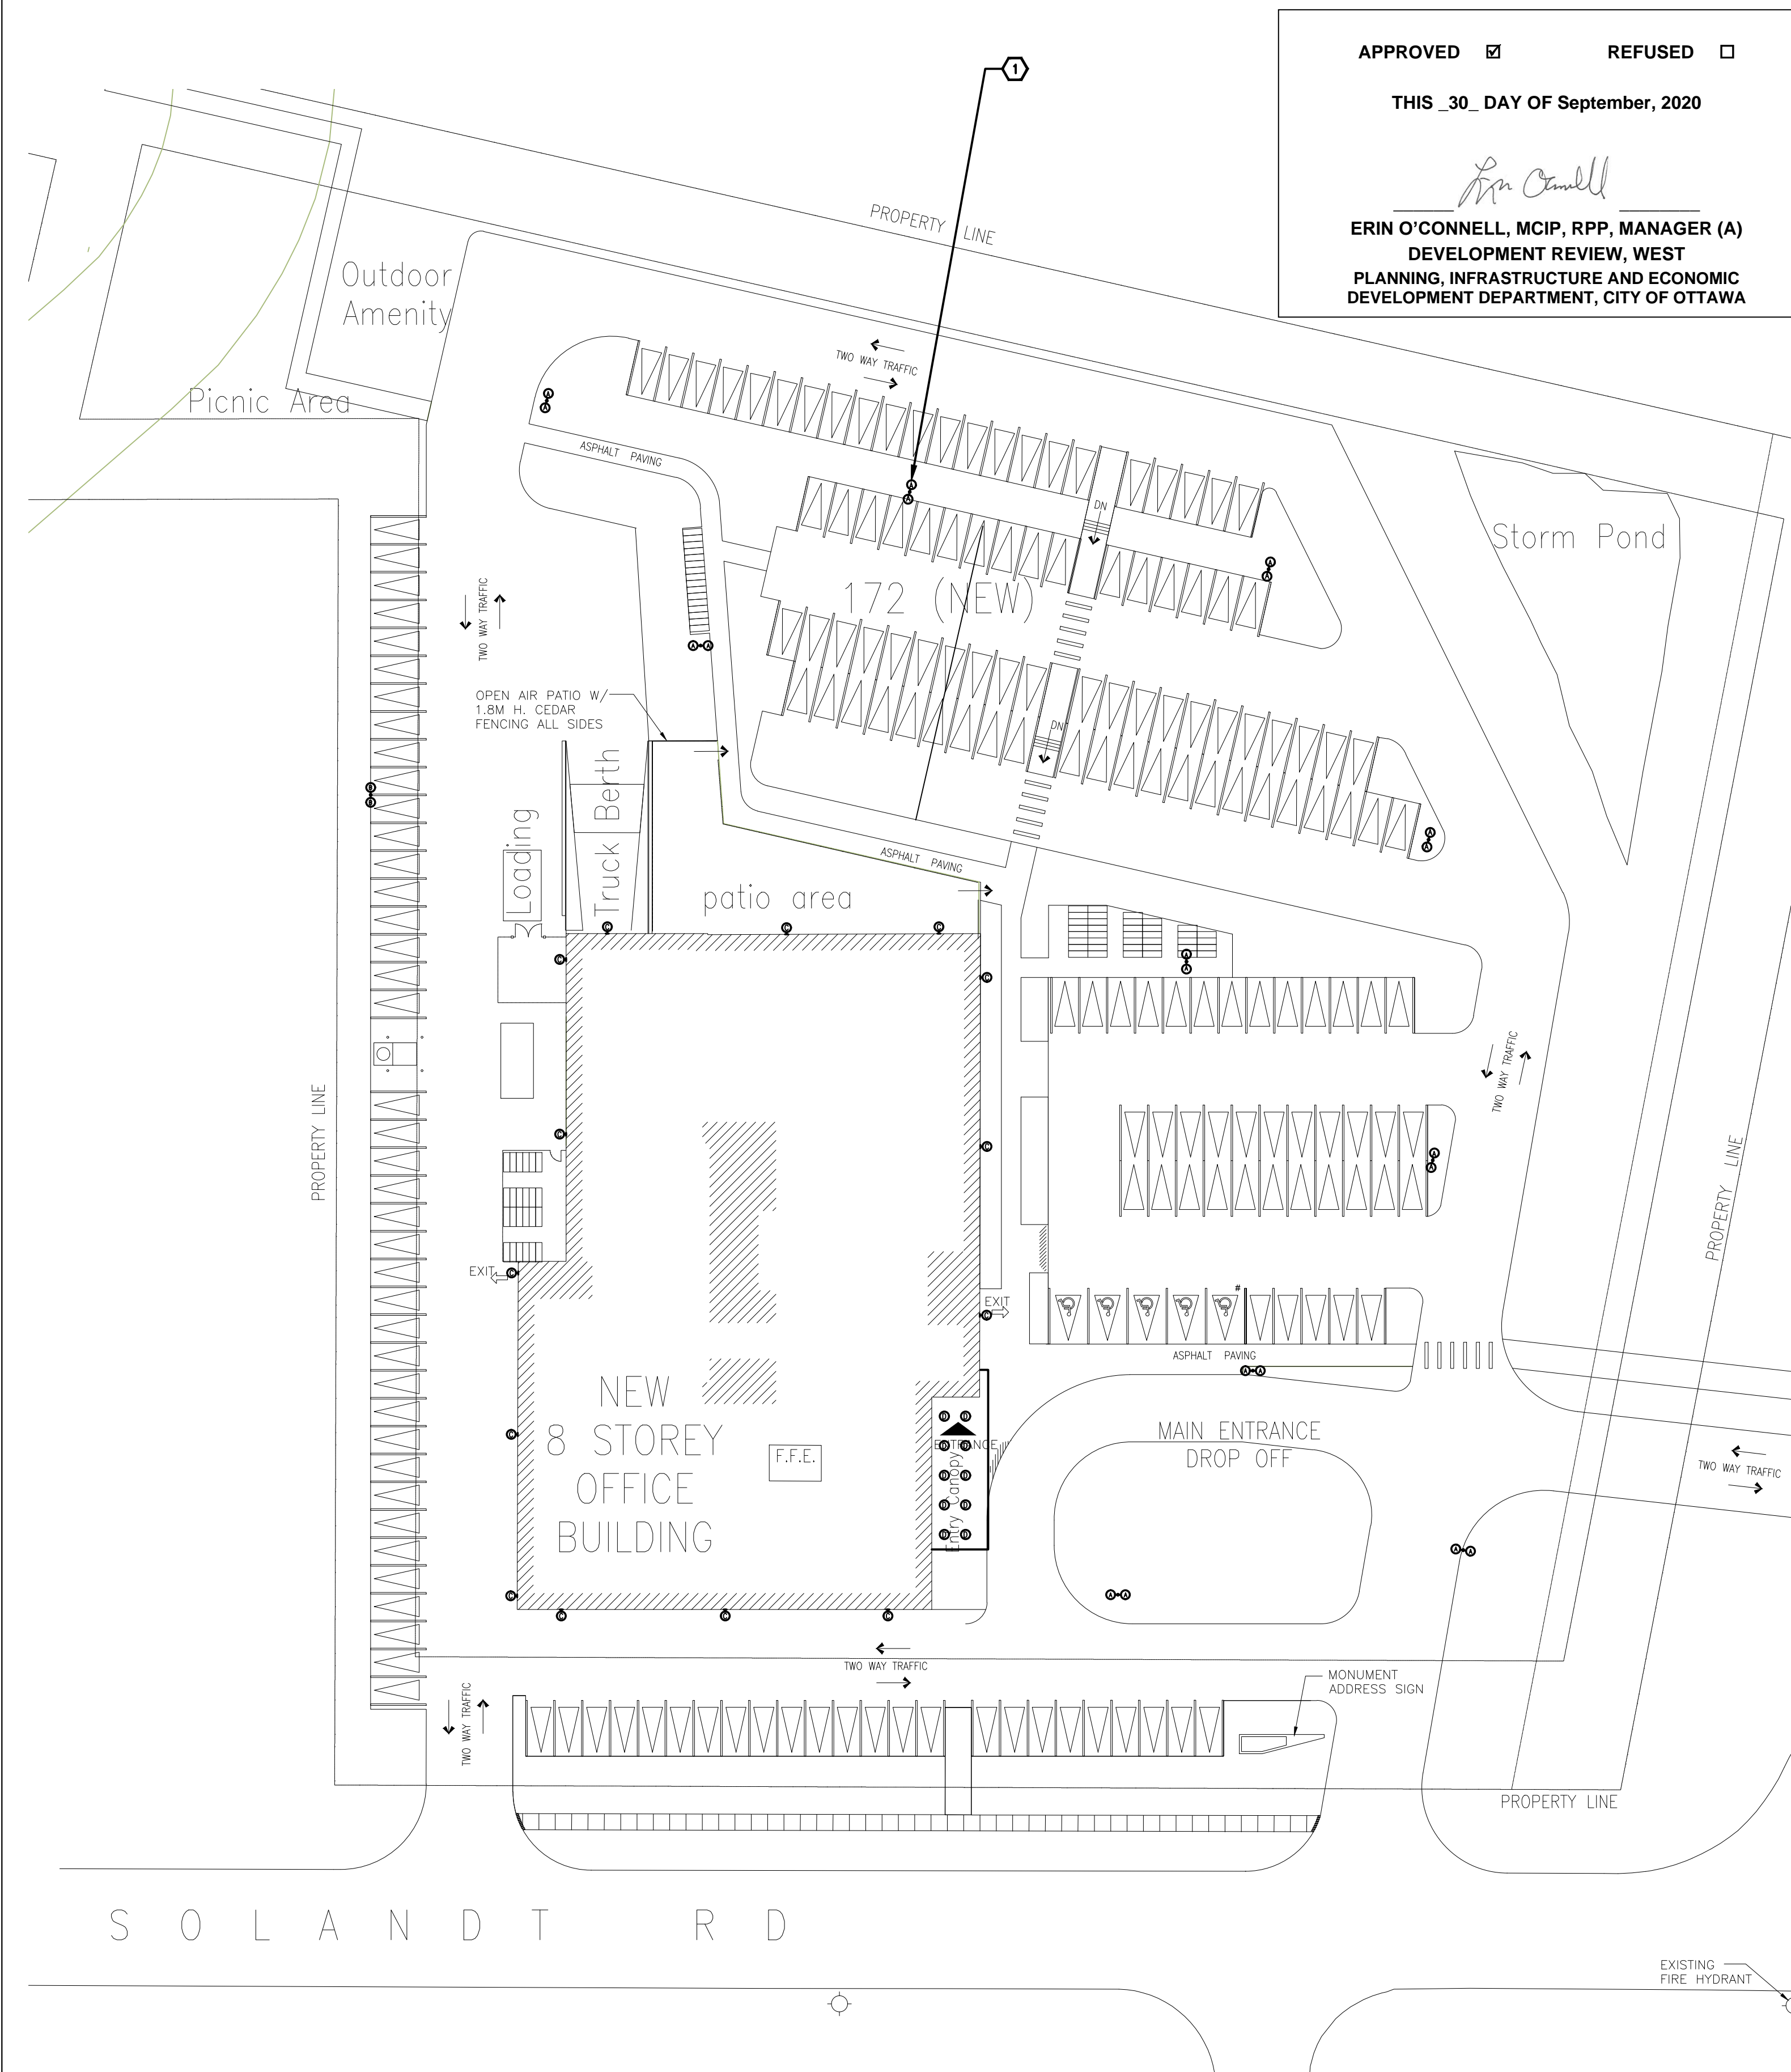 APPROVED ☑ REFUSED ☐
THIS _30_ DAY OF September, 2020
ERIN O'CONNELL, MCIP, RPP, MANAGER (A)
DEVELOPMENT REVIEW, WEST
PLANNING, INFRASTRUCTURE AND ECONOMIC
DEVELOPMENT DEPARTMENT, CITY OF OTTAWA
1
PROPERTY LINE
Outdoor
Amenity
Picnic Area
TWO WAY TRAFFIC
A
A
ASPHALT PAVING
A
A
DN
Storm Pond
A
A
172 (NEW)
TWO WAY TRAFFIC
A A
OPEN AIR PATIO W/
1.8M H. CEDAR
FENCING ALL SIDES
DN
B
B
Truck Berth
Loading
A
A
ASPHALT PAVING
patio area
C C C
C
C
A
A
TWO WAY TRAFFIC
PROPERTY LINE
C
C
A
A
PROPERTY LINE
EXIT
C
#
EXIT
C
ASPHALT PAVING
A A
NEW
8 STOREY
OFFICE
BUILDING
F.F.E.
C
D D
ENTRANCE
D D
D D
D D
D D
Entry Canopy
MAIN ENTRANCE
DROP OFF
TWO WAY TRAFFIC
A A
A A
C
C C C
TWO WAY TRAFFIC
MONUMENT
ADDRESS SIGN
TWO WAY TRAFFIC
PROPERTY LINE
SOLANDT RD
EXISTING
FIRE HYDRANT